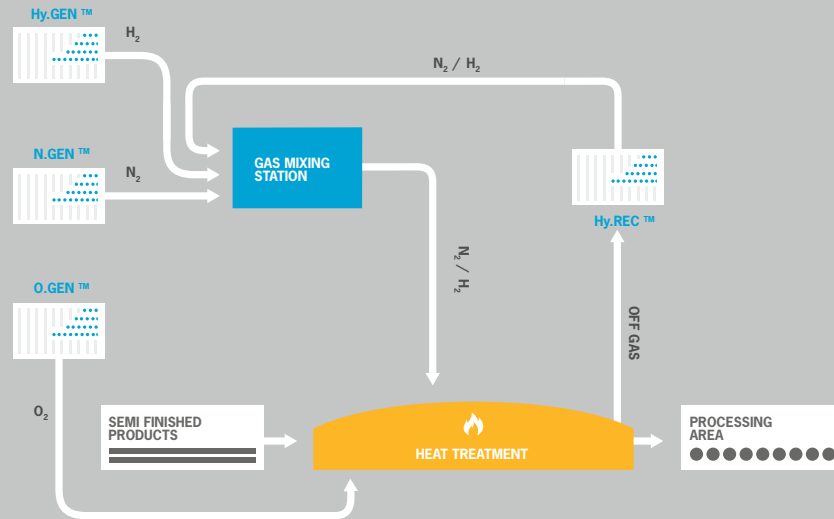 Hy.GEN ™
H₂
N₂ / H₂
N.GEN ™
N₂
GAS MIXING
STATION
Hy.REC ™
N₂ / H₂
O.GEN ™
OFF GAS
O₂
SEMI FINISHED
PRODUCTS
HEAT TREATMENT
PROCESSING
AREA